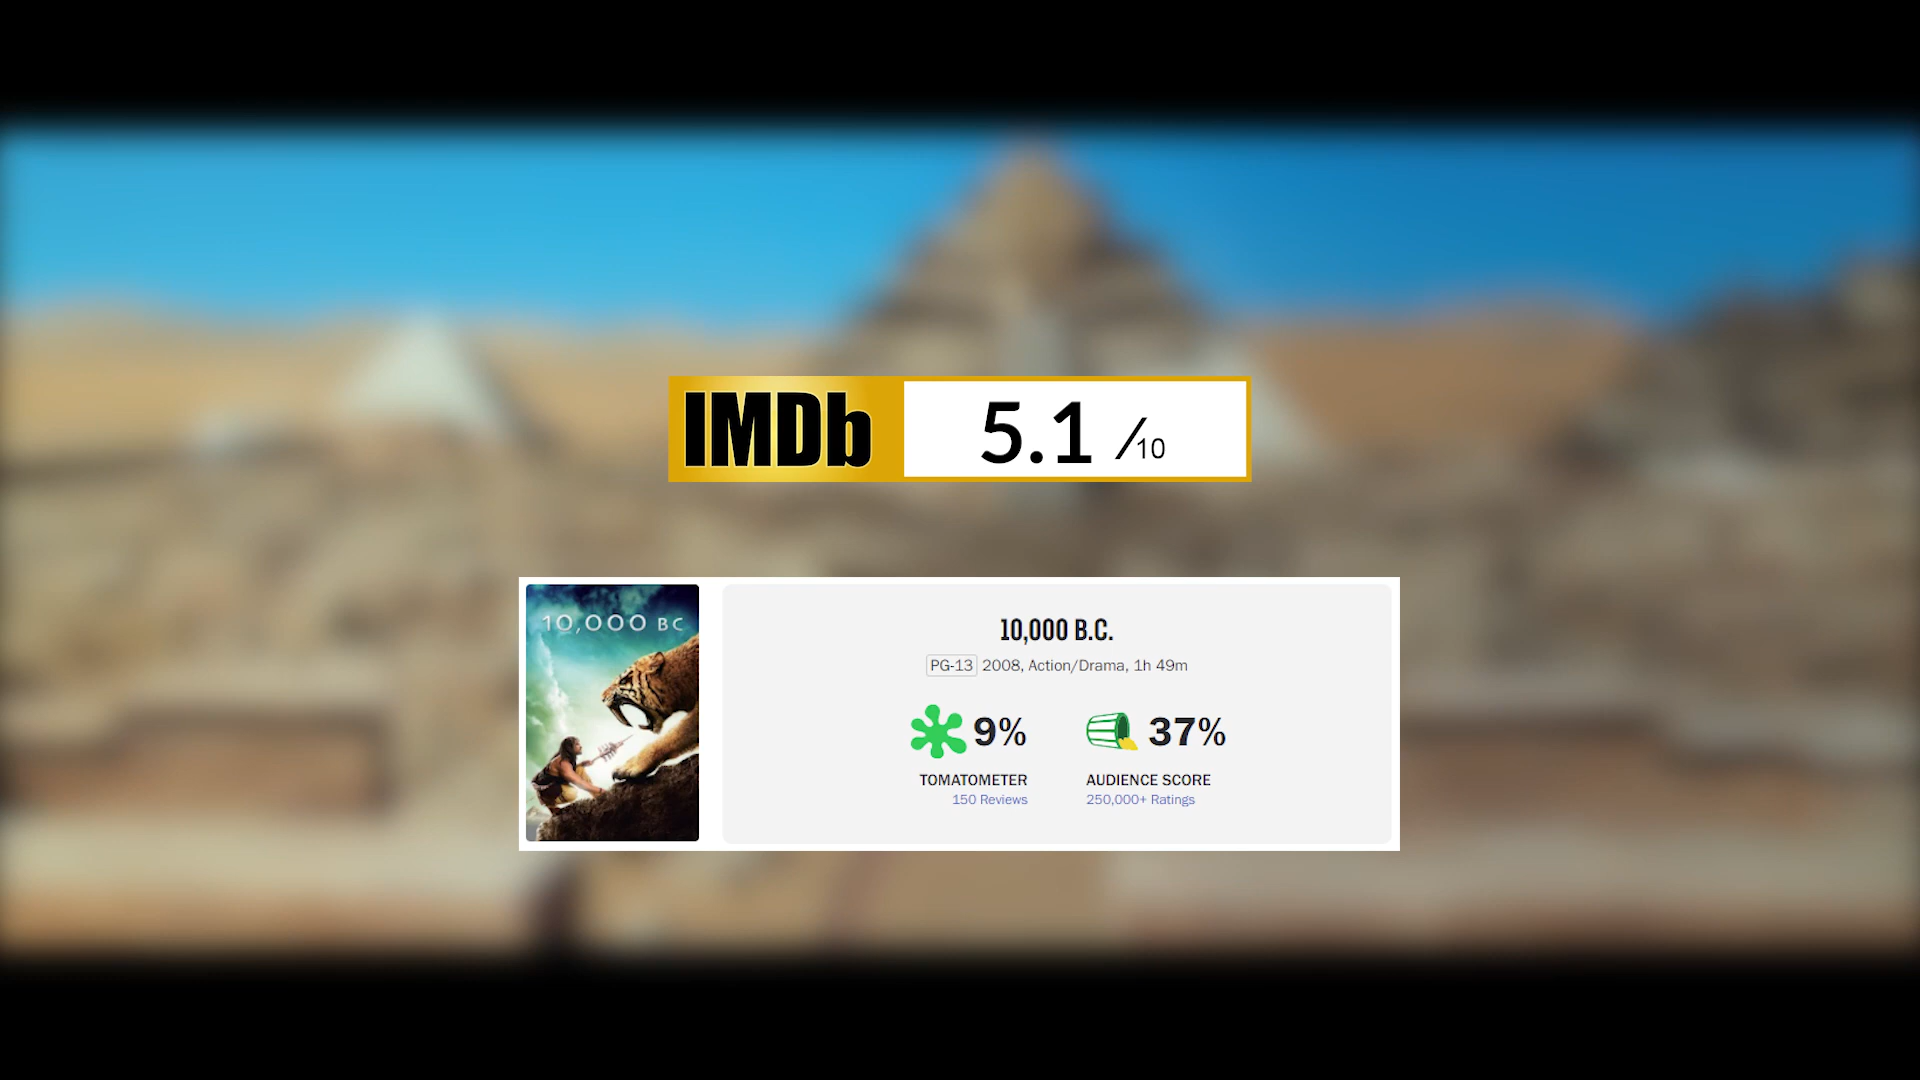 IMDb 5.1 /10
10,000 BC
10,000 B.C.
PG-13 2008, Action/Drama, 1h 49m
9% 37%
TOMATOMETER AUDIENCE SCORE
150 Reviews 250,000+ Ratings